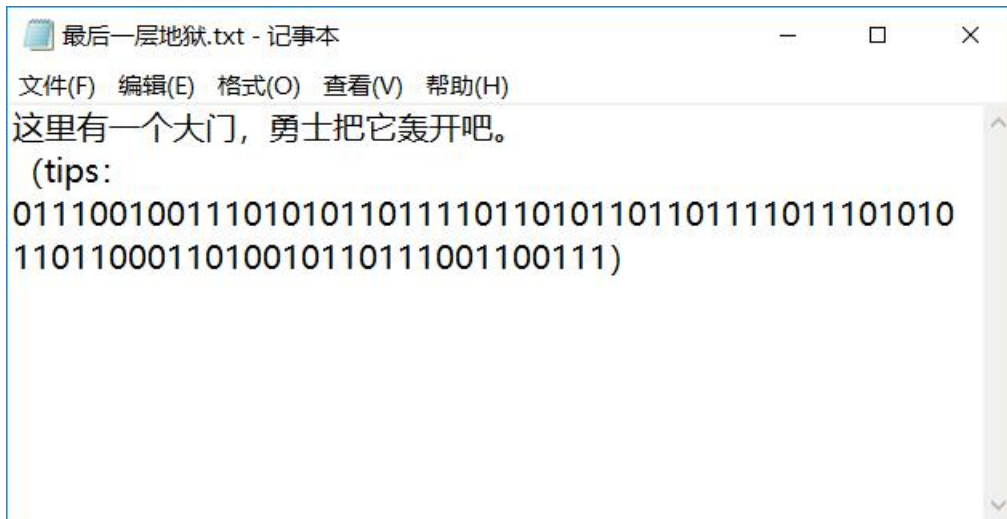 最后一层地狱.txt - 记事本
文件(F) 编辑(E) 格式(O) 查看(V) 帮助(H)
这里有一个大门，勇士把它轰开吧。
（tips：
0111001001110101011011110110101101101111011101010
1101100011010010110111001100111）